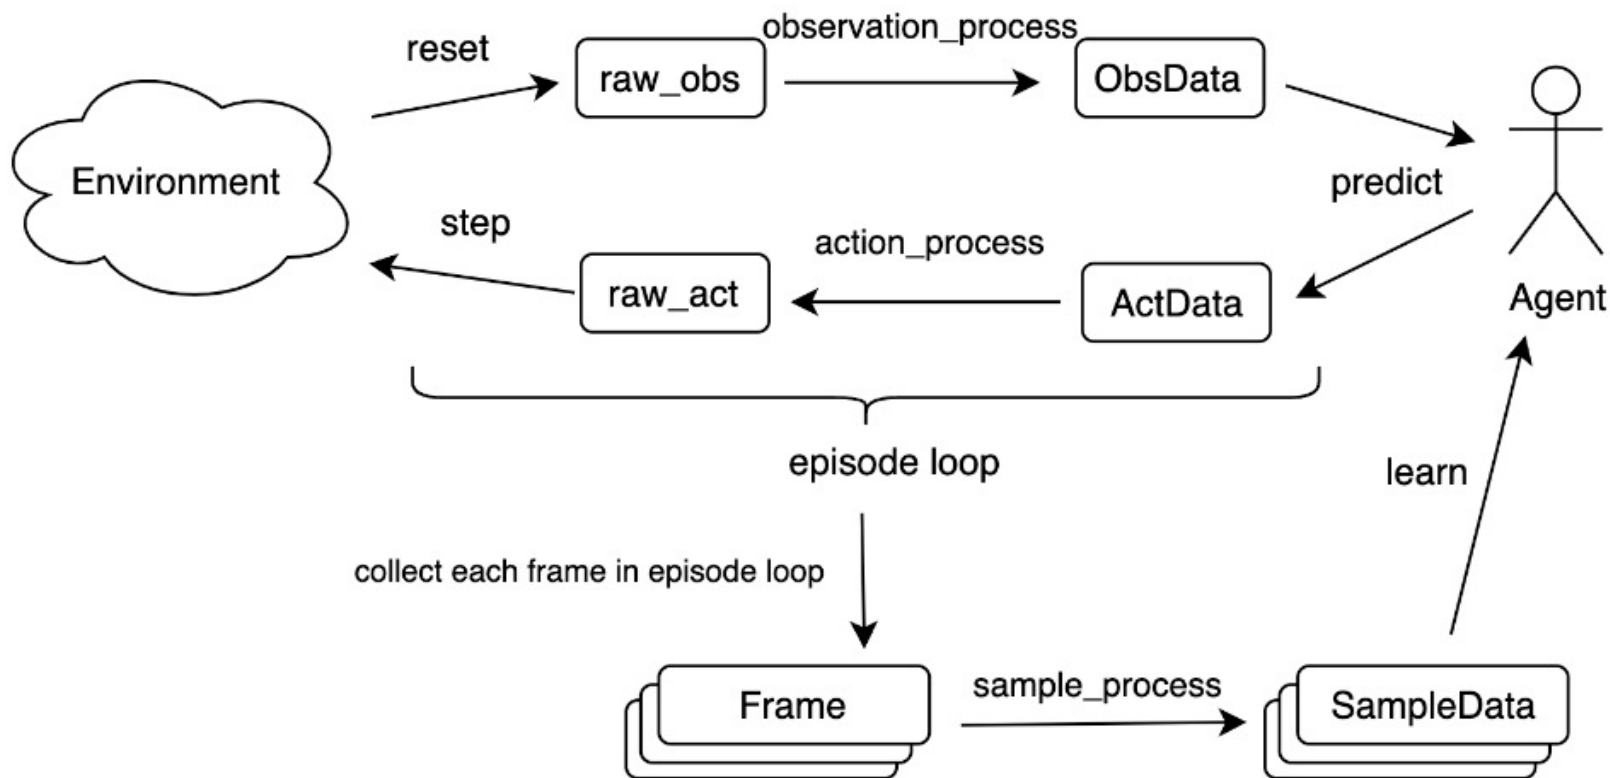 observation_process
reset
raw_obs
ObsData
Environment
predict
step
action_process
raw_act
ActData
Agent
episode loop
learn
collect each frame in episode loop
Frame
sample_process
SampleData